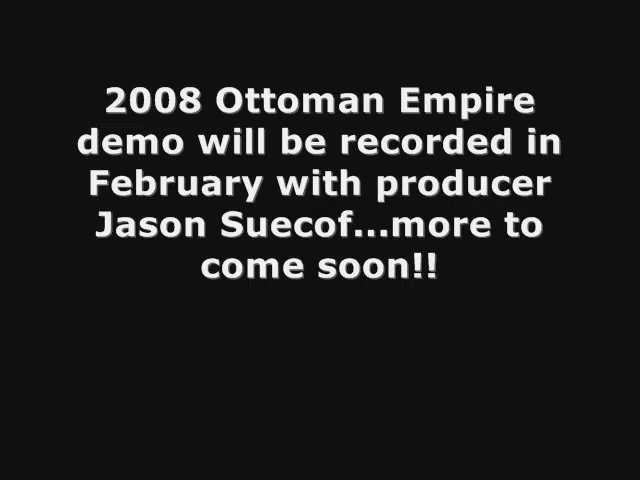 2008 Ottoman Empire
demo will be recorded in
February with producer
Jason Suecof...more to
come soon!!